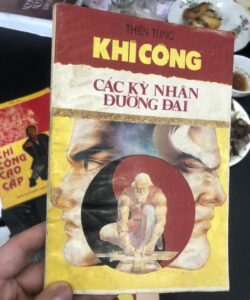 THIÊN TÙNG
KHÍ CÔNG
CÁC KỲ NHÂN
ĐƯƠNG ĐẠI
KHÍ
CÔNG CAO
CẤP